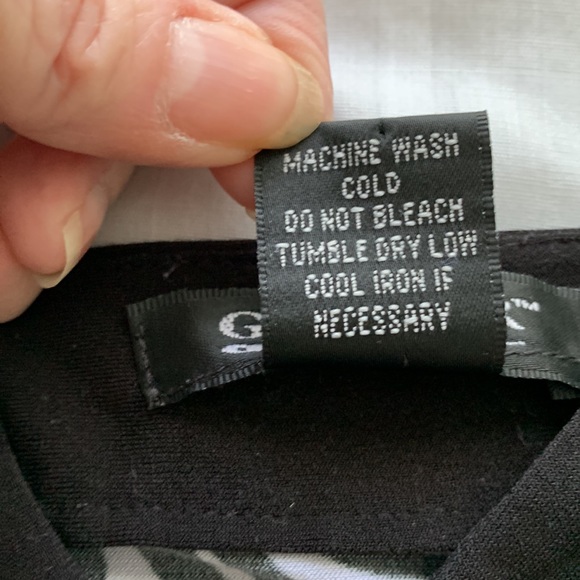 MACHINE WASH
COLD
DO NOT BLEACH
TUMBLE DRY LOW
COOL IRON IF
NECESSARY
G